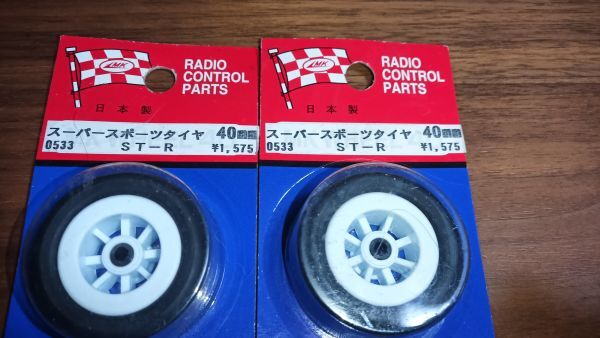 MK
RADIO
CONTROL
PARTS
日本製
スーパースポーツタイヤ 40mm
0533 ST-R ¥1,575
MK
RADIO
CONTROL
PARTS
日本製
スーパースポーツタイヤ 40mm
0533 ST-R ¥1,575